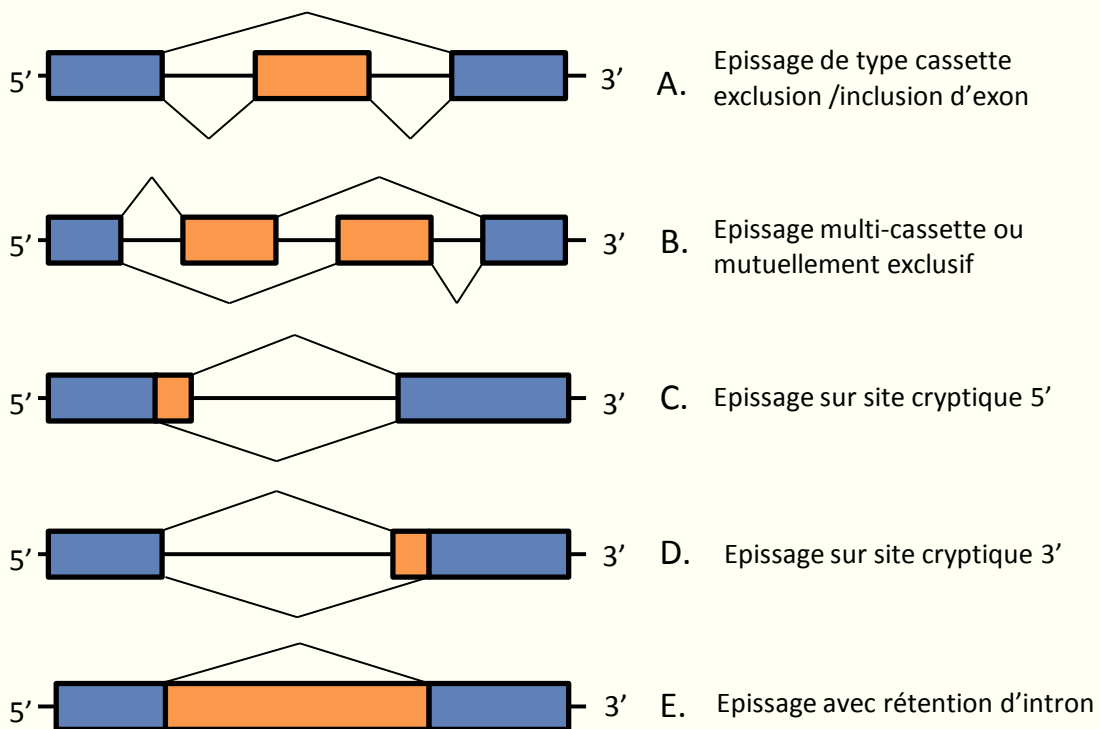 5’ 3’ A. Epissage de type cassette
exclusion /inclusion d’exon
5’ 3’ B. Epissage multi-cassette ou
mutuellement exclusif
5’ 3’ C. Epissage sur site cryptique 5’
5’ 3’ D. Epissage sur site cryptique 3’
5’ 3’ E. Epissage avec rétention d’intron